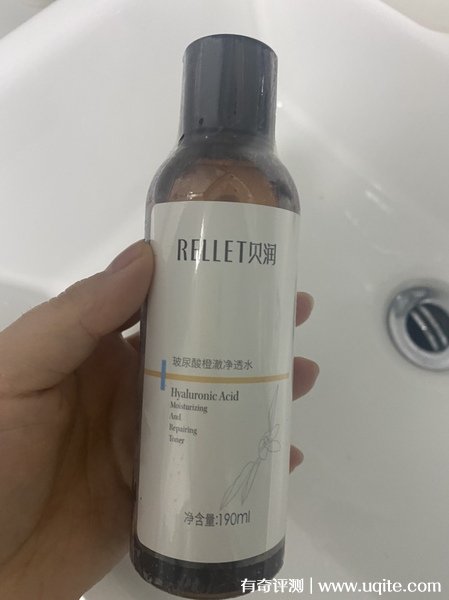 RELLET贝润
玻尿酸橙澈净透水
Hyaluronic Acid
Moisturizing
And
Repairing
Toner
净含量:190ml
有奇评测 | www.uqite.com